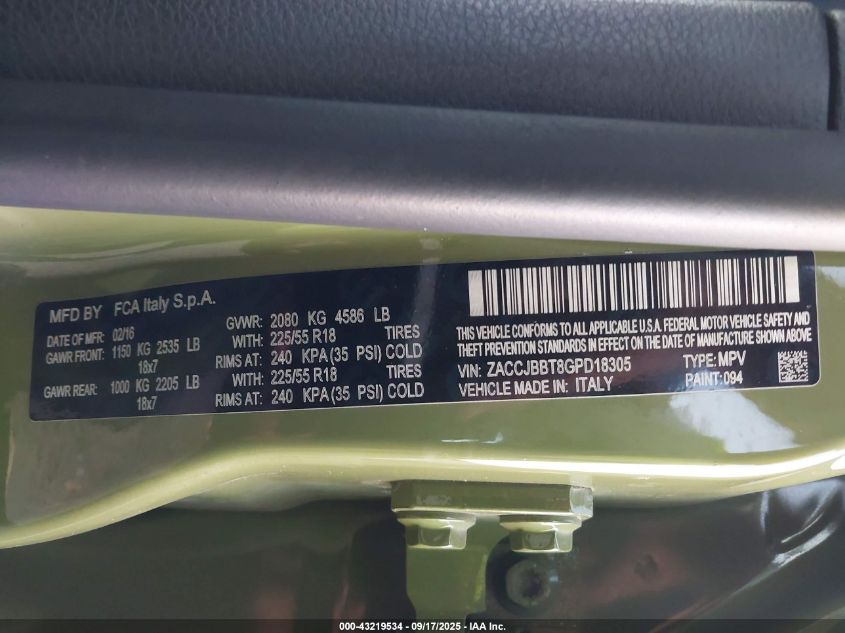 MFD BY FCA Italy S.p.A.
DATE OF MFR: 02/16 GVWR: 2080 KG 4586 LB
GAWR FRONT: 1150 KG 2535 LB WITH: 225/55 R18 TIRES
18x7 RIMS AT: 240 KPA (35 PSI) COLD
GAWR REAR: 1000 KG 2205 LB WITH: 225/55 R18 TIRES
18x7 RIMS AT: 240 KPA (35 PSI) COLD
THIS VEHICLE CONFORMS TO ALL APPLICABLE U.S.A. FEDERAL MOTOR VEHICLE SAFETY AND
THEFT PREVENTION STANDARDS IN EFFECT ON THE DATE OF MANUFACTURE SHOWN ABOVE.
VIN: ZACCJBBT8GPD18305 TYPE: MPV
VEHICLE MADE IN: ITALY PAINT: 094
000-43219534 - 09/17/2025 - IAA Inc.